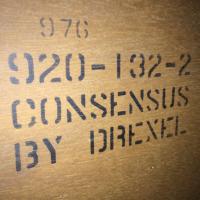 976
920-132-2
CONSENSUS
BY DREXEL